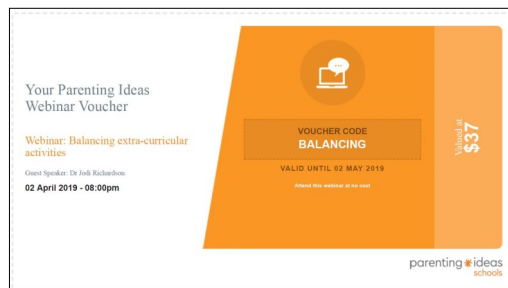 Your Parenting Ideas
Webinar Voucher
Webinar: Balancing extra-curricular
activities
Guest Speaker: Dr Jodi Richardson
02 April 2019 - 08:00pm
VOUCHER CODE
BALANCING
VALID UNTIL 02 MAY 2019
Attend this webinar at no cost
Valued at
$37
parenting ideas
schools